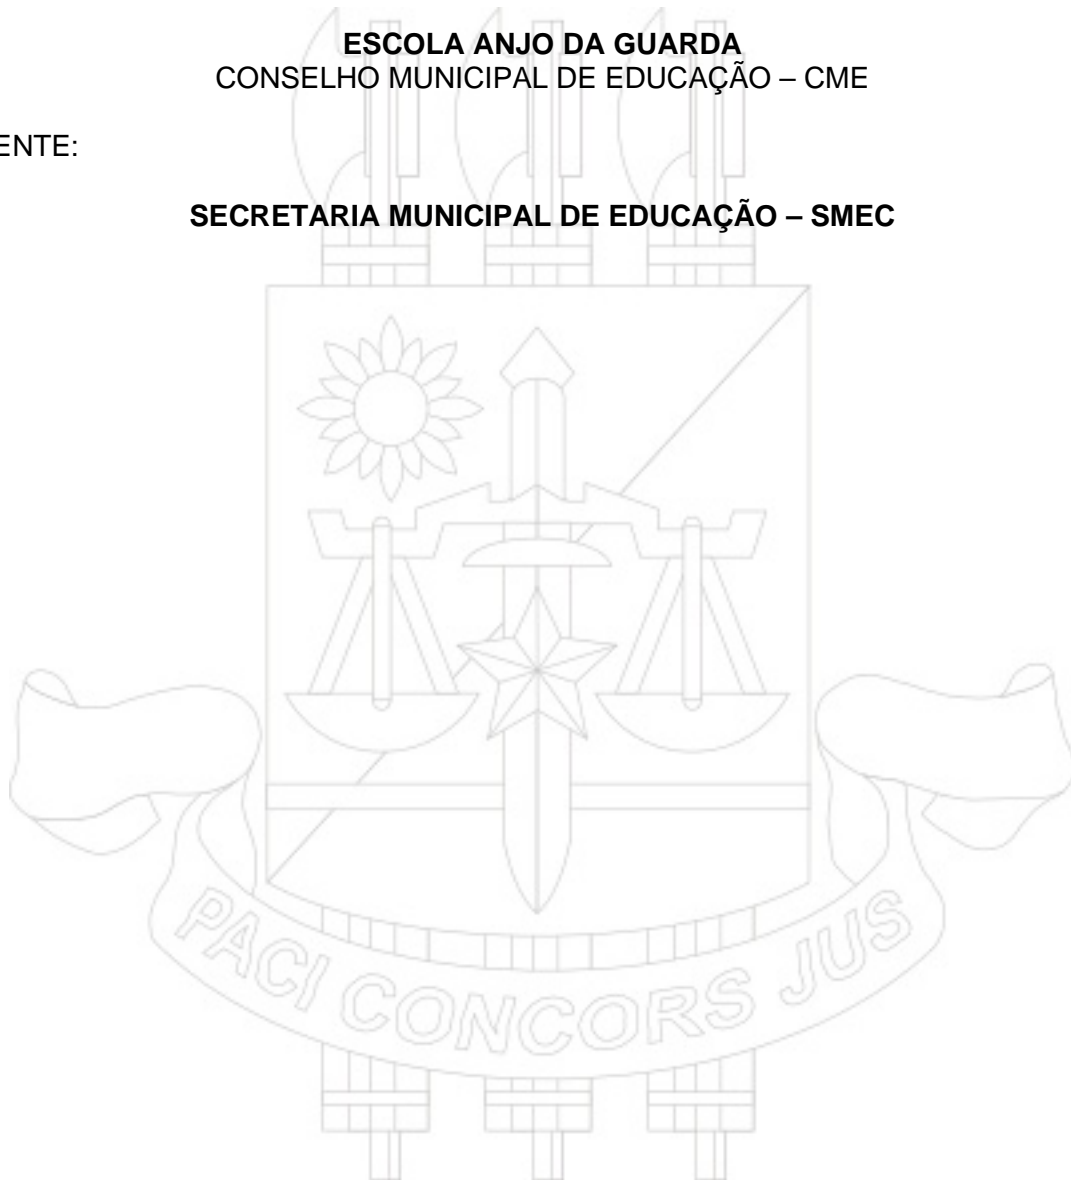 ESCOLA ANJO DA GUARDA
CONSELHO MUNICIPAL DE EDUCAÇÃO – CME
ENTE:
SECRETARIA MUNICIPAL DE EDUCAÇÃO – SMEC
PACI CONCORS JUS